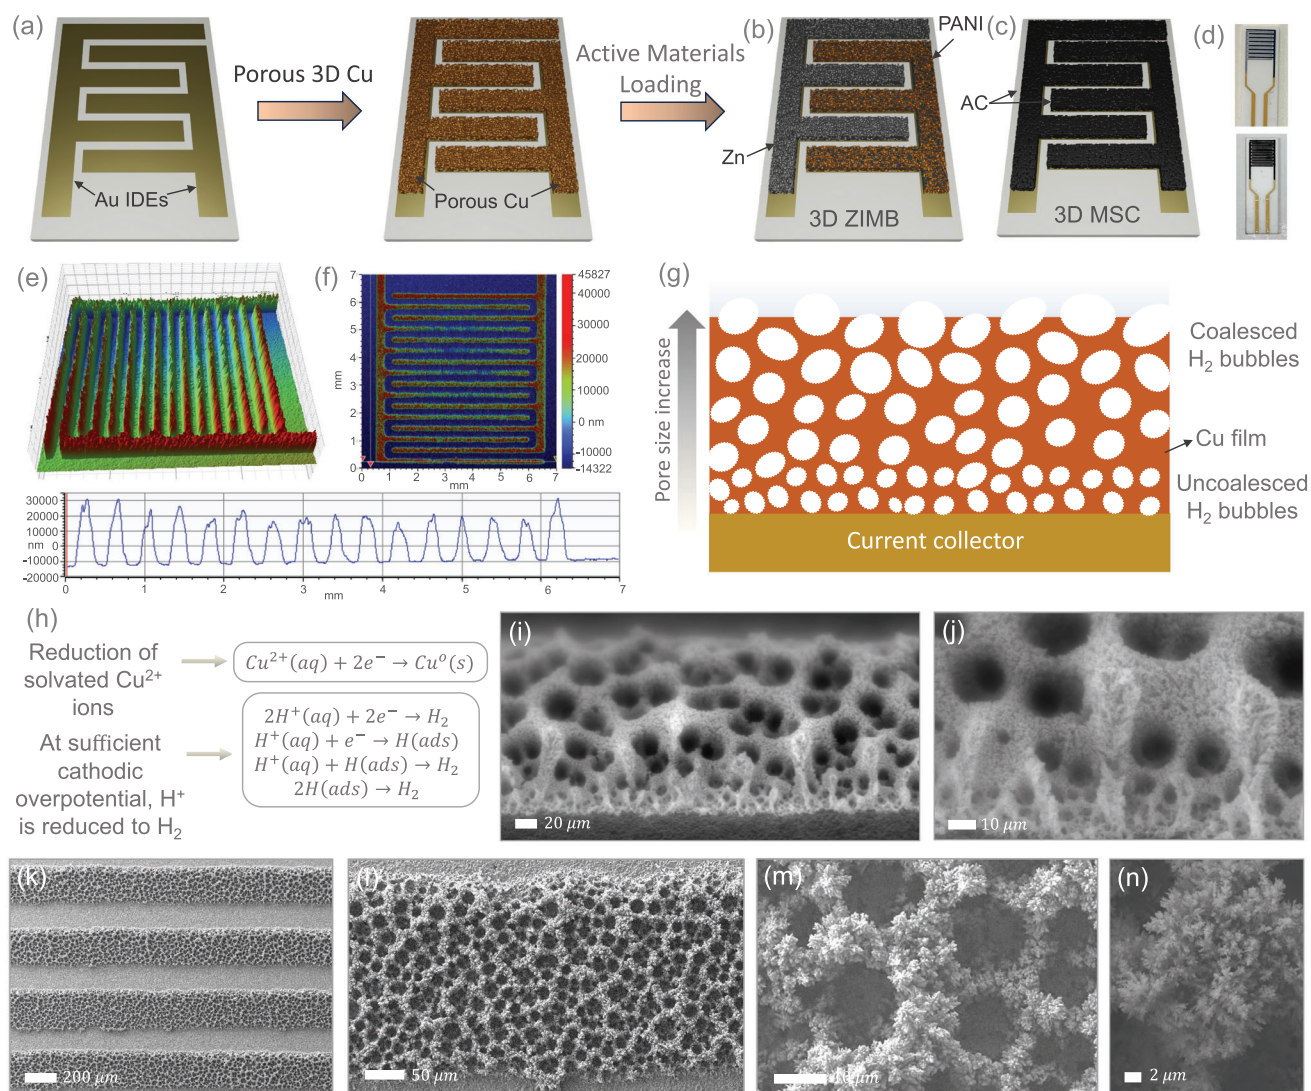 (a)
Porous 3D Cu
Au IDEs
Porous Cu
Active Materials
Loading
(b)
PANI
Zn
3D ZIMB
(c)
AC
3D MSC
(d)
(e)
(f)
7
6
5
4
3
2
1
0
mm
0.0
1
2
3
4
5
6
7
mm
45827
40000
30000
20000
10000
0 nm
-10000
-14322
30000
20000
10000
nm
0
-10000
-20000
0
1
2
3
4
5
6
7
mm
(g)
Pore size increase
Coalesced
H₂ bubbles
Cu film
Uncoalesced
H₂ bubbles
Current collector
(h)
Reduction of
solvated Cu²⁺
ions
Cu²⁺(aq) + 2e⁻ → Cuᵒ(s)
At sufficient
cathodic
overpotential, H⁺
is reduced to H₂
2H⁺(aq) + 2e⁻ → H₂
H⁺(aq) + e⁻ → H(ads)
H⁺(aq) + H(ads) → H₂
2H(ads) → H₂
(i)
20 μm
(j)
10 μm
(k)
200 μm
(l)
50 μm
(m)
10 μm
(n)
2 μm